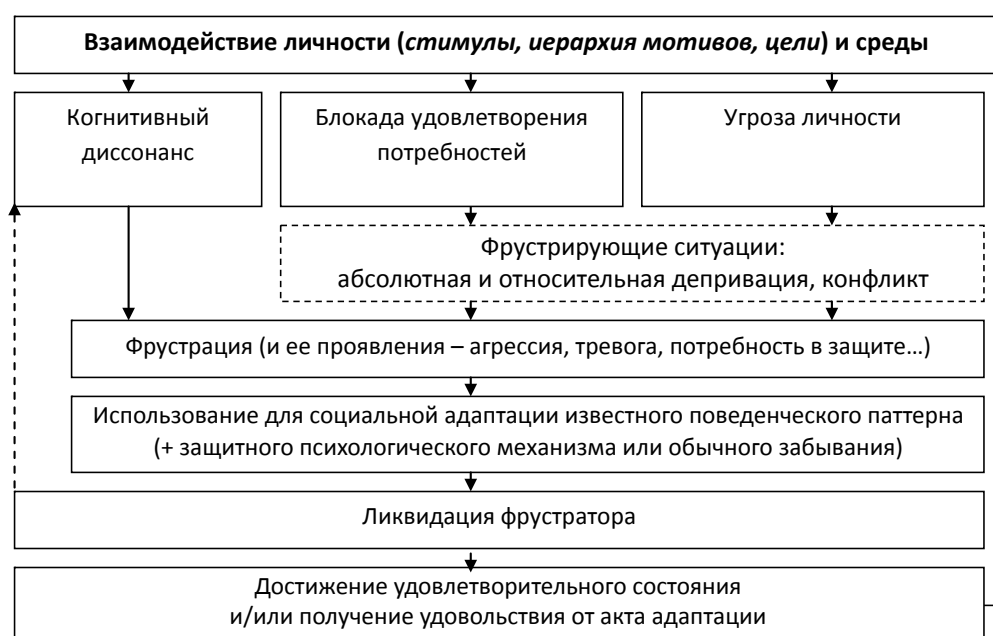 Взаимодействие личности (стимулы, иерархия мотивов, цели) и среды
Когнитивный
диссонанс
Блокада удовлетворения
потребностей
Угроза личности
Фрустрирующие ситуации:
абсолютная и относительная депривация, конфликт
Фрустрация (и ее проявления – агрессия, тревога, потребность в защите…)
Использование для социальной адаптации известного поведенческого паттерна
(+ защитного психологического механизма или обычного забывания)
Ликвидация фрустратора
Достижение удовлетворительного состояния
и/или получение удовольствия от акта адаптации